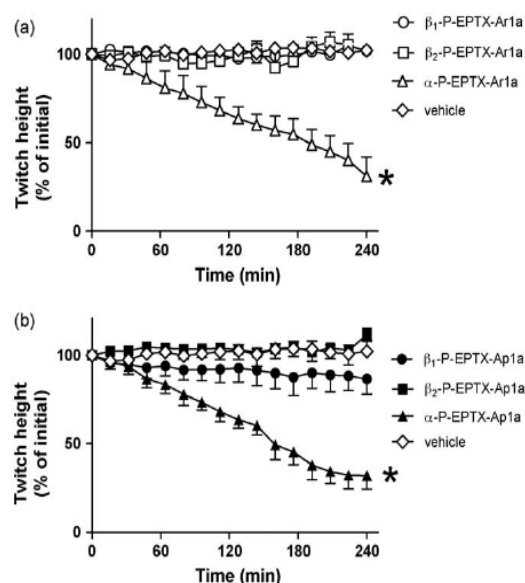 (a)
Twitch height
(% of initial)
100
50
0
0 60 120 180 240
Time (min)
*
β₁-P-EPTX-Ar1a
β₂-P-EPTX-Ar1a
α-P-EPTX-Ar1a
vehicle
(b)
Twitch height
(% of initial)
100
50
0
0 60 120 180 240
Time (min)
*
β₁-P-EPTX-Ap1a
β₂-P-EPTX-Ap1a
α-P-EPTX-Ap1a
vehicle